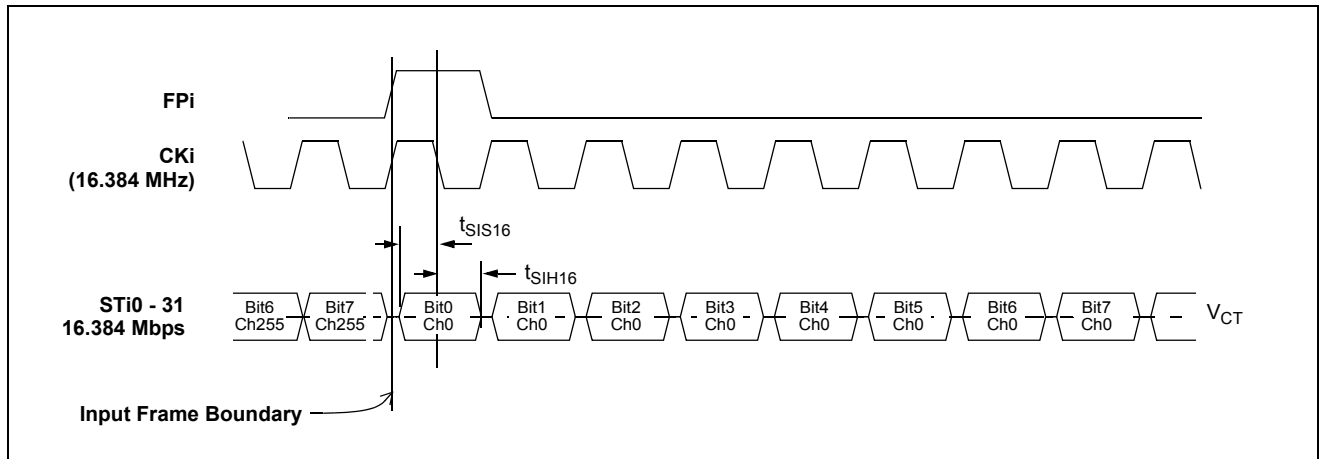 FPi
CKi
(16.384 MHz)
tSIS16
tSIH16
STi0 - 31
16.384 Mbps
Bit6 Bit7 Bit0 Bit1 Bit2 Bit3 Bit4 Bit5 Bit6 Bit7
Ch255 Ch255 Ch0 Ch0 Ch0 Ch0 Ch0 Ch0 Ch0 Ch0
VCT
Input Frame Boundary